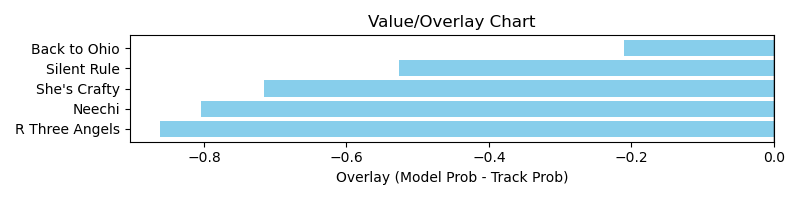 Value/Overlay Chart
Back to Ohio
Silent Rule
She's Crafty
Neechi
R Three Angels
−0.8 −0.6 −0.4 −0.2 0.0
Overlay (Model Prob - Track Prob)